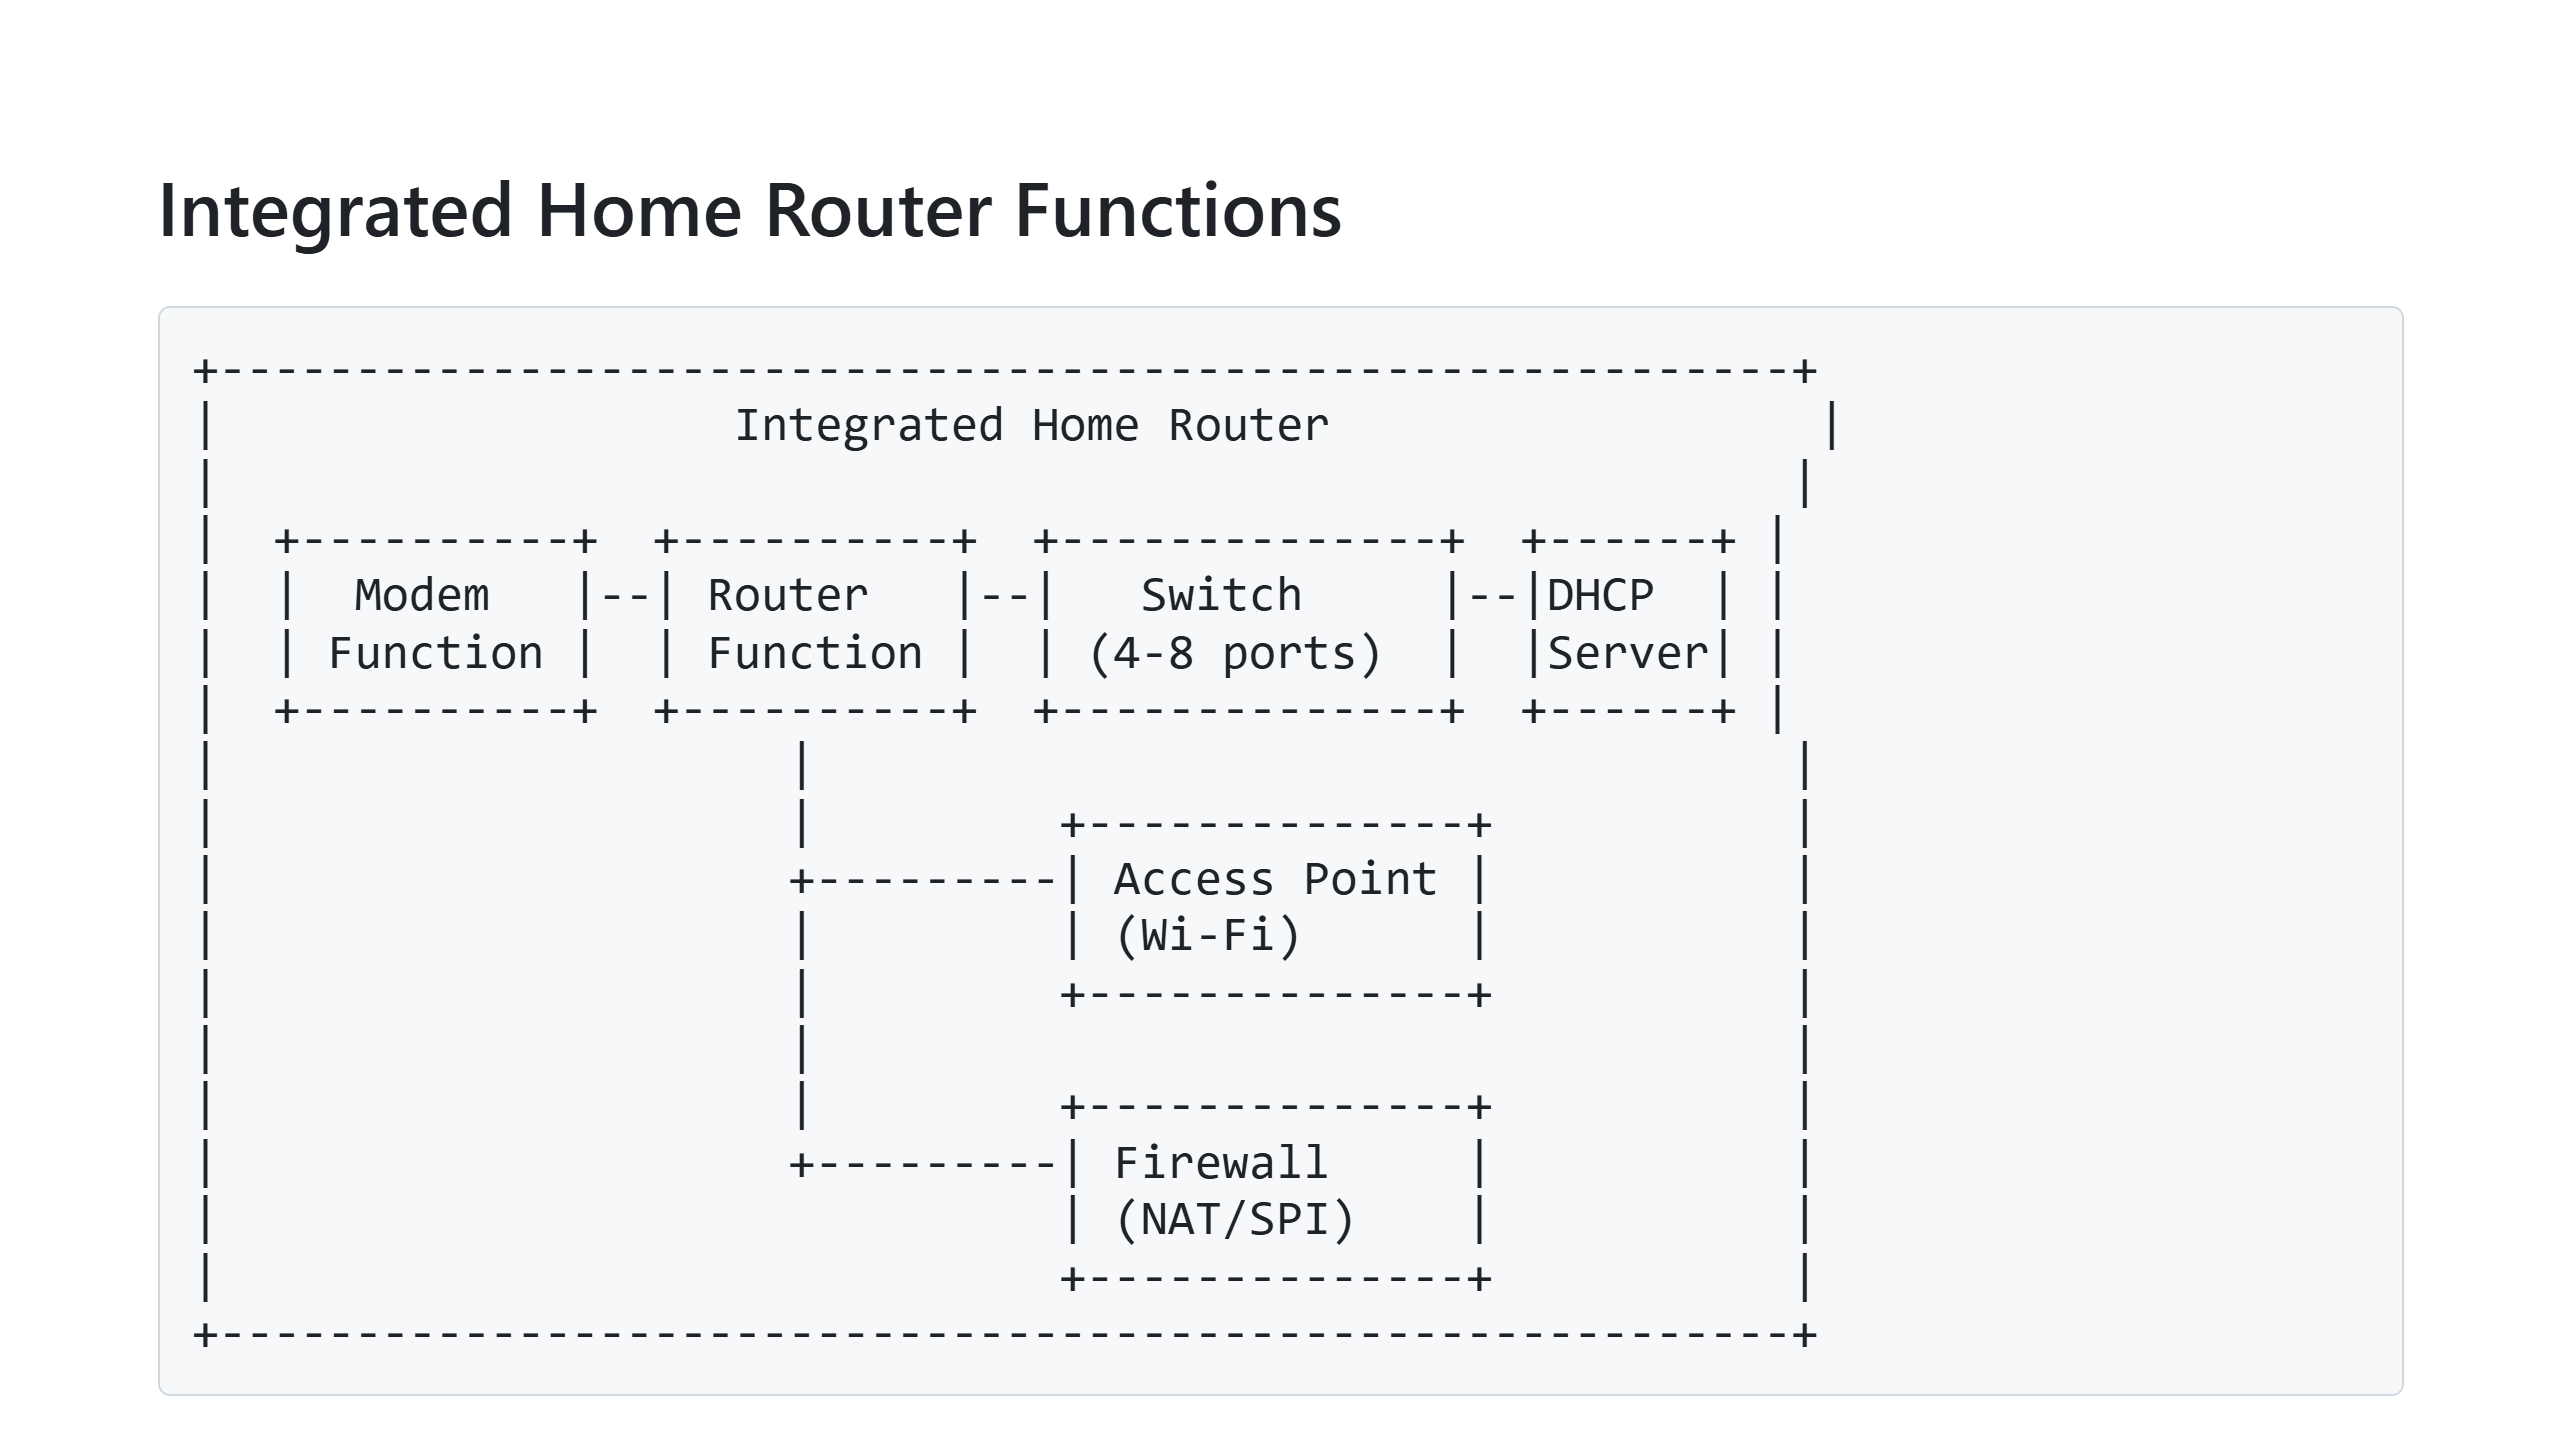 Integrated Home Router Functions
+-----------------------------------------------------------+
|                   Integrated Home Router                  |
|                                                           |
|  +-----------+  +----------+  +--------------+  +------+ |
|  |  Modem   |--| Router   |--|   Switch     |--|DHCP  | |
|  | Function |  | Function |  | (4-8 ports)  |  |Server| |
|  +-----------+  +----------+  +--------------+  +------+ |
|                      |                                    |
|                      |         +--------------+           |
|                      +---------| Access Point |           |
|                      |         | (Wi-Fi)      |           |
|                      |         +--------------+           |
|                      |                                    |
|                      |         +--------------+           |
|                      +---------| Firewall     |           |
|                                | (NAT/SPI)    |           |
|                                +--------------+           |
+-----------------------------------------------------------+